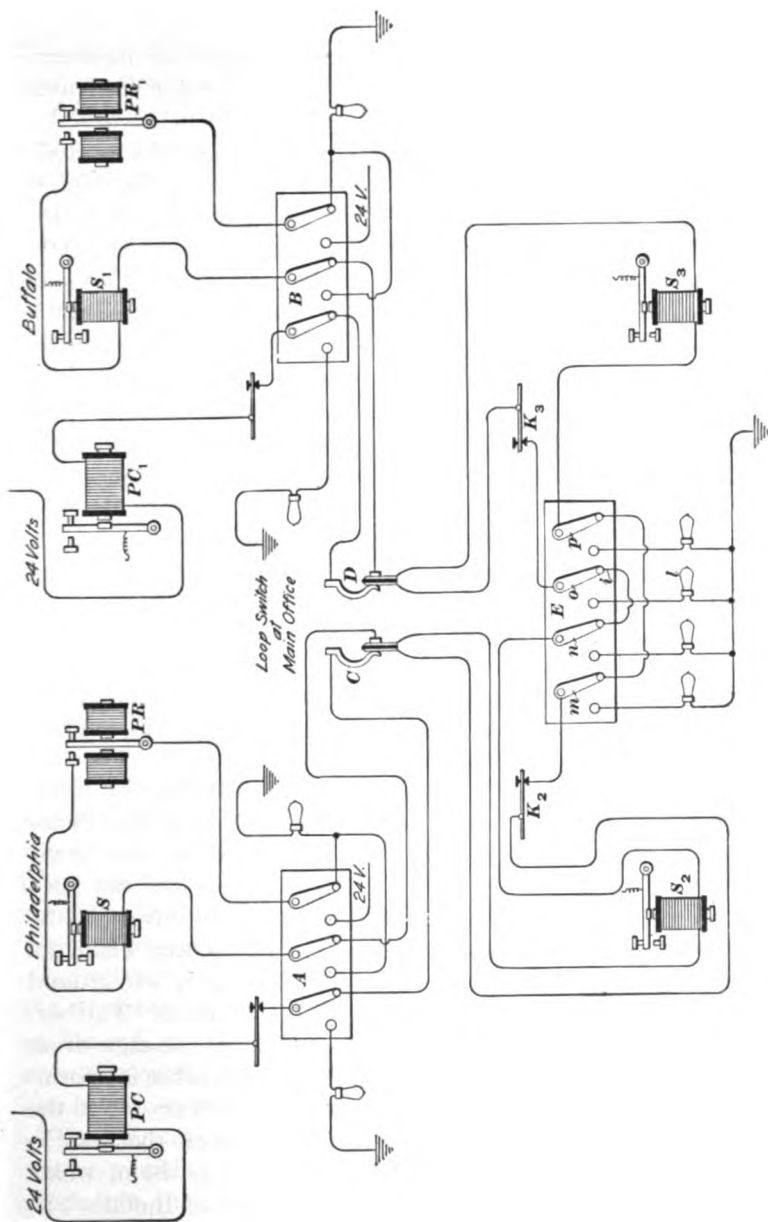 Buffalo
PR₁
S₁
24 Volts
PC₁
B
24 V.
Loop Switch
at
Main Office
D
C
Philadelphia
PR
S
24 Volts
PC
A
24 V.
S₃
K₃
E
m
n
o
p
i
l
K₂
S₂